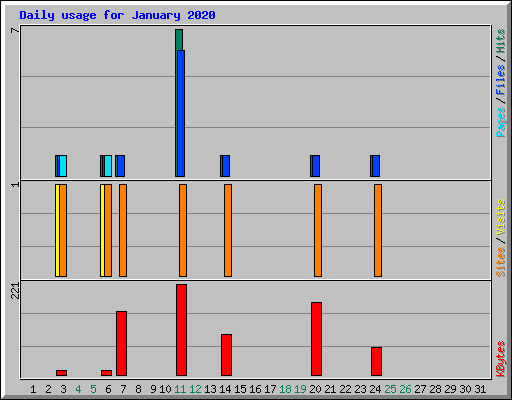 Daily usage for January 2020
7
Pages/Files/Hits
1
Sites/Visits
221
KBytes
1 2 3 4 5 6 7 8 9 10 11 12 13 14 15 16 17 18 19 20 21 22 23 24 25 26 27 28 29 30 31